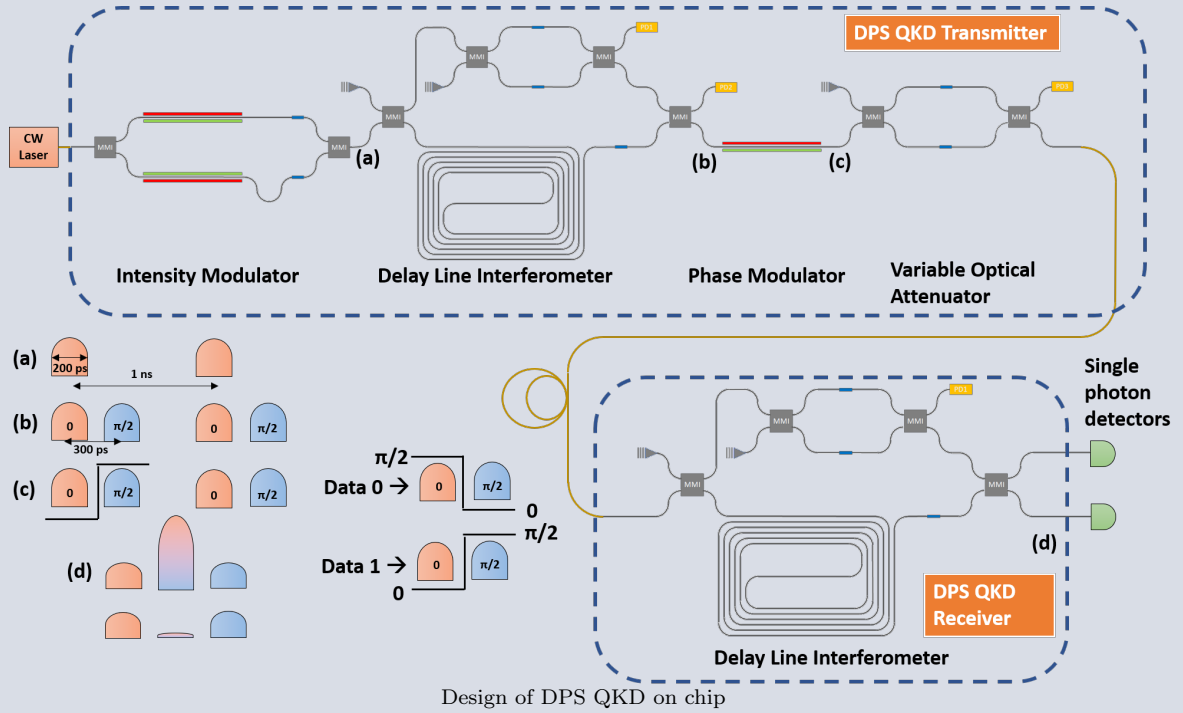 DPS QKD Transmitter
PD1
CW
Laser
MMI
MMI
MMI
MMI
MMI
MMI
PD2
MMI
MMI
PD3
(a)
(b)
(c)
Intensity Modulator
Delay Line Interferometer
Phase Modulator
Variable Optical
Attenuator
(a)
200 ps
1 ns
(b)
0
π/2
0
π/2
300 ps
(c)
0
π/2
0
π/2
(d)
π/2
Data 0 →
0
π/2
0
π/2
Data 1 →
0
π/2
0
Single
photon
detectors
PD1
MMI
MMI
MMI
MMI
(d)
DPS QKD
Receiver
Delay Line Interferometer
Design of DPS QKD on chip